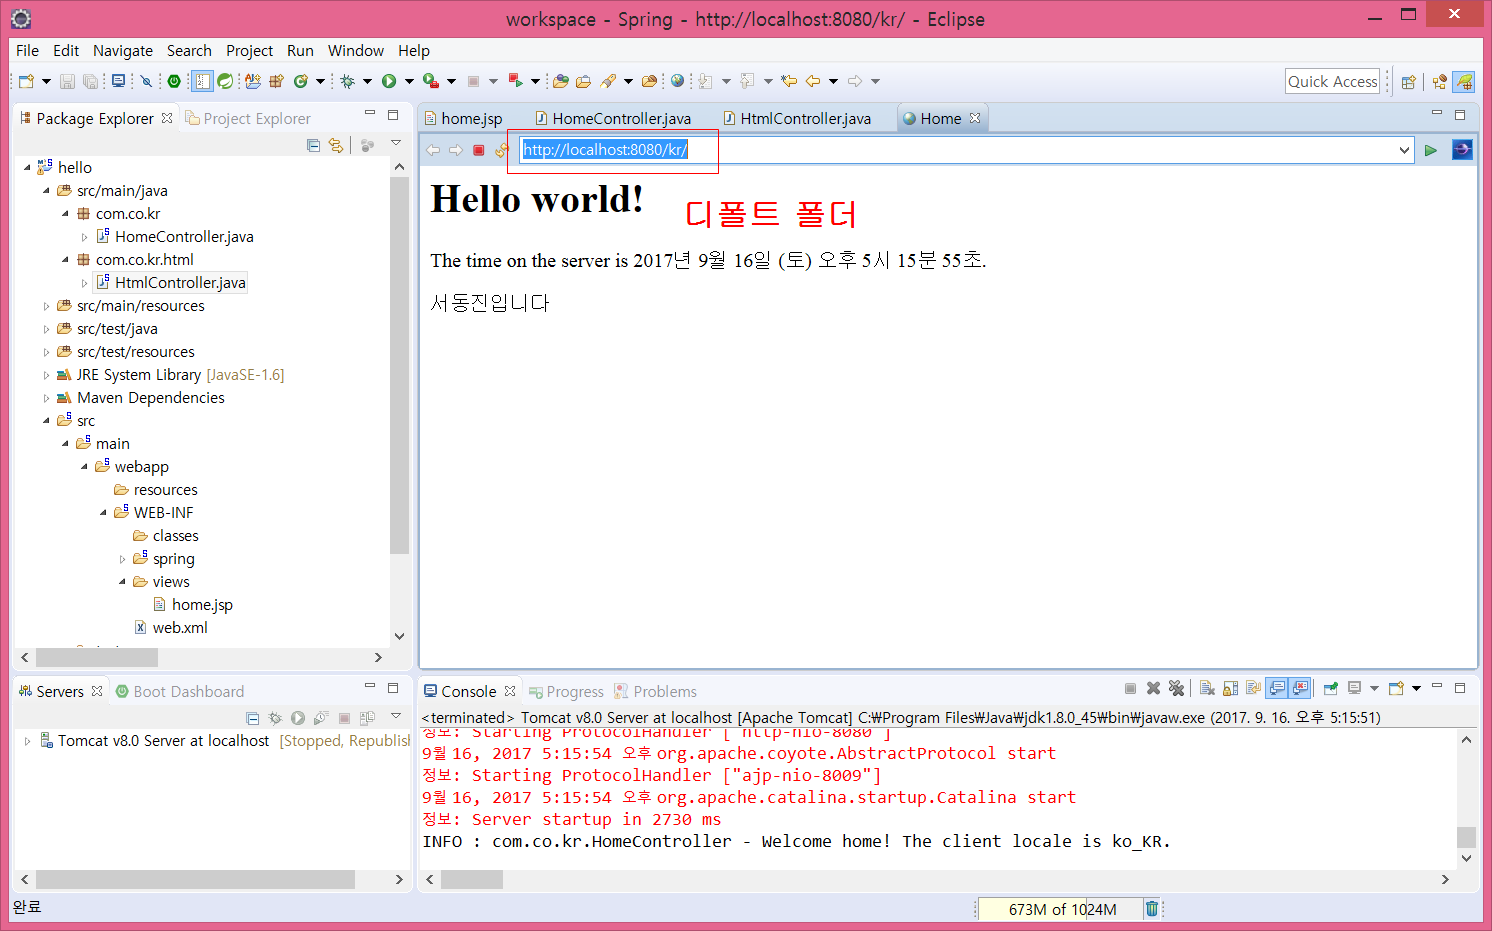 workspace - Spring - http://localhost:8080/kr/ - Eclipse
File Edit Navigate Search Project Run Window Help
Quick Access
Package Explorer Project Explorer
hello
src/main/java
com.co.kr
HomeController.java
com.co.kr.html
HtmlController.java
src/main/resources
src/test/java
src/test/resources
JRE System Library [JavaSE-1.6]
Maven Dependencies
src
main
webapp
resources
WEB-INF
classes
spring
views
home.jsp
web.xml
home.jsp HomeController.java HtmlController.java Home
http://localhost:8080/kr/
Hello world!
디폴트 폴더
The time on the server is 2017년 9월 16일 (토) 오후 5시 15분 55초.
서동진입니다
Servers Boot Dashboard
Tomcat v8.0 Server at localhost [Stopped, Republish
Console Progress Problems
<terminated> Tomcat v8.0 Server at localhost [Apache Tomcat] C:₩Program Files₩Java₩jdk1.8.0_45₩bin₩javaw.exe (2017. 9. 16. 오후 5:15:51)
정보: Starting ProtocolHandler ["http-nio-8080"]
9월 16, 2017 5:15:54 오후 org.apache.coyote.AbstractProtocol start
정보: Starting ProtocolHandler ["ajp-nio-8009"]
9월 16, 2017 5:15:54 오후 org.apache.catalina.startup.Catalina start
정보: Server startup in 2730 ms
INFO : com.co.kr.HomeController - Welcome home! The client locale is ko_KR.
완료
673M of 1024M